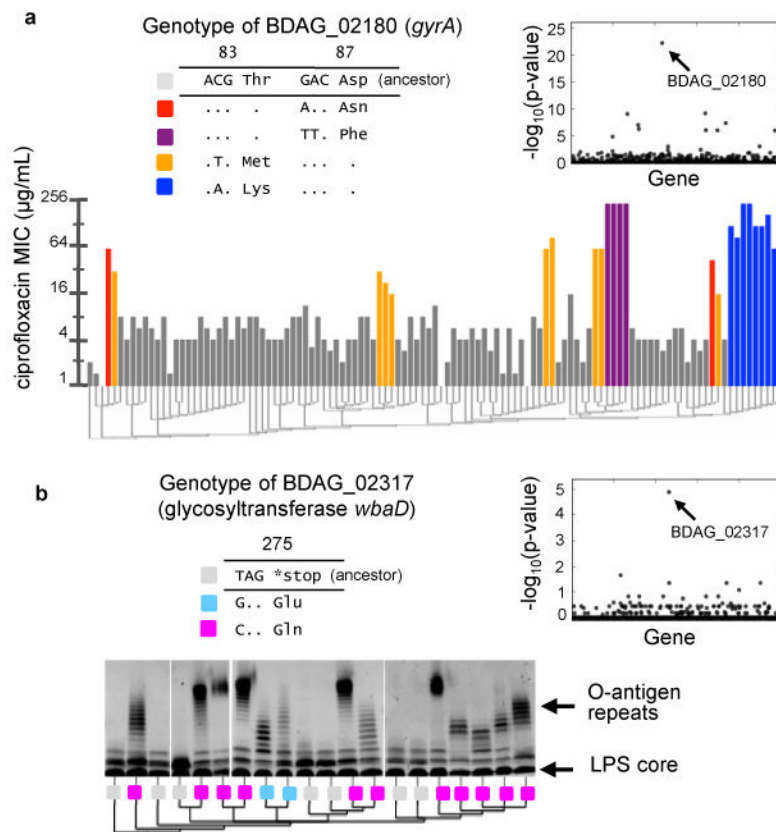 a
Genotype of BDAG_02180 (gyrA)
83 87
ACG Thr GAC Asp (ancestor)
... . A.. Asn
... . TT. Phe
.T. Met ... .
.A. Lys ... .
25
20
15
10
5
0
-log10(p-value)
BDAG_02180
Gene
ciprofloxacin MIC (µg/mL)
256
64
16
4
1
b
Genotype of BDAG_02317
(glycosyltransferase wbaD)
275
TAG *stop (ancestor)
G.. Glu
C.. Gln
5
4
3
2
1
0
-log10(p-value)
BDAG_02317
Gene
O-antigen
repeats
LPS core